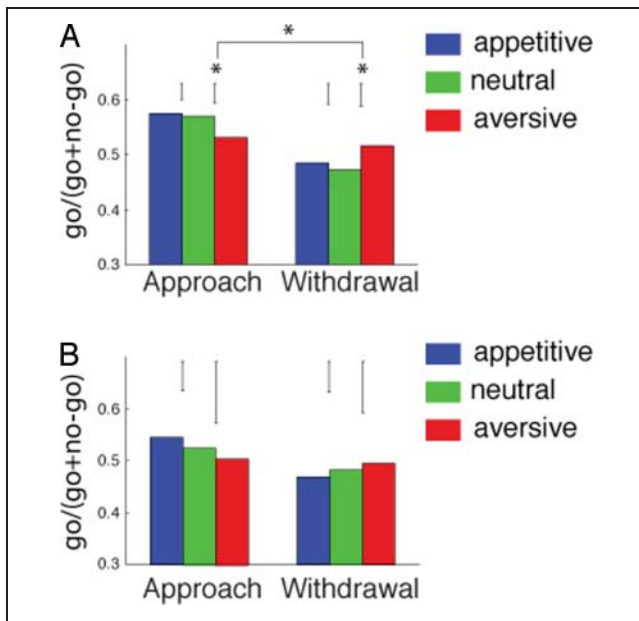 A
*
* *
appetitive
neutral
aversive
go/(go+no-go)
0.6
0.5
0.4
0.3
Approach Withdrawal
B
appetitive
neutral
aversive
go/(go+no-go)
0.6
0.5
0.4
0.3
Approach Withdrawal